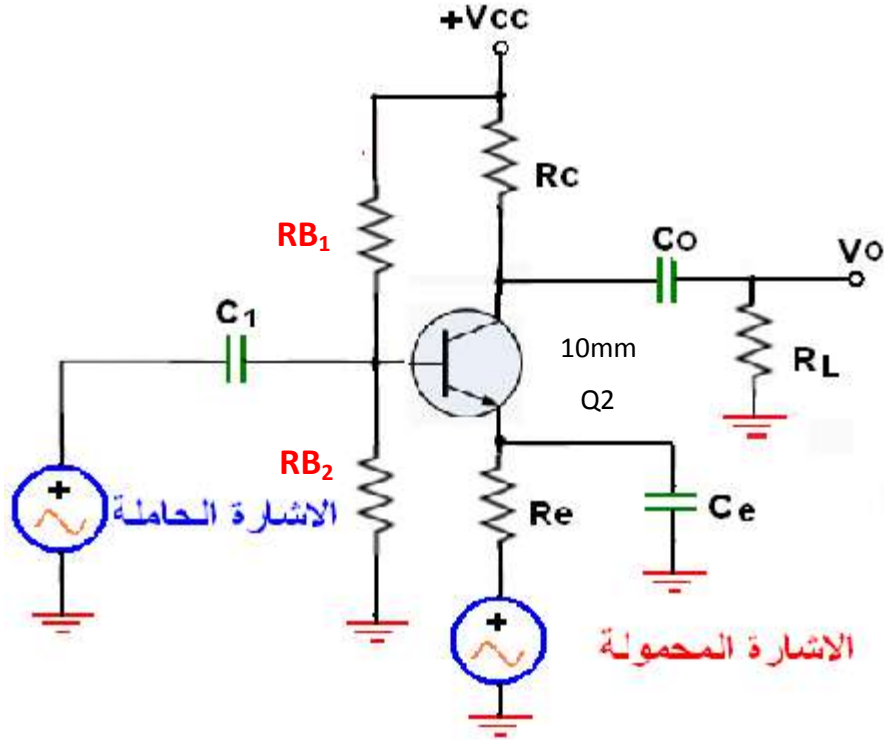 +Vcc
Rc
RB1
Co
Vo
C1
10mm
RL
Q2
RB2
+
الاشارة الحاملة
Re
Ce
+
الاشارة المحمولة